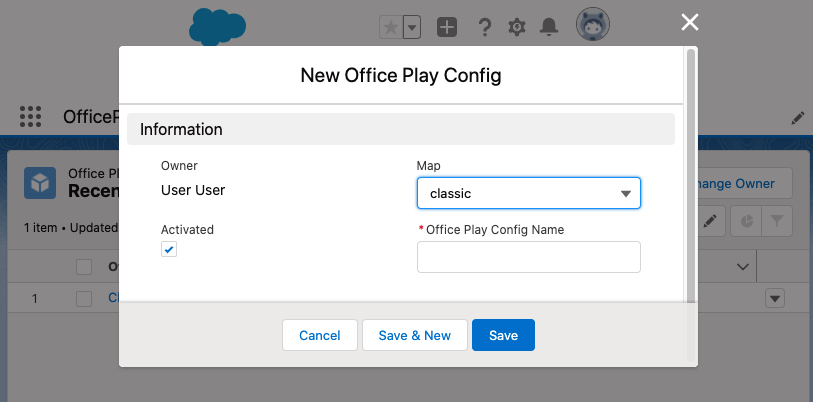 New Office Play Config
OfficeP
Information
Owner
User User
Map
classic
Activated
* Office Play Config Name
Office Pl
Recen
hange Owner
1 item • Updated
1
Cancel
Save & New
Save